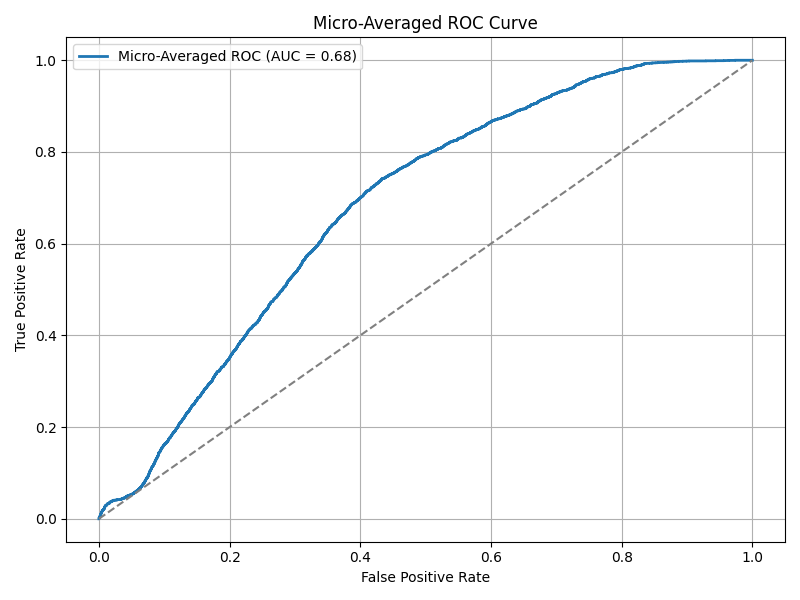 Micro-Averaged ROC Curve
Micro-Averaged ROC (AUC = 0.68)
1.0
0.8
0.6
0.4
0.2
0.0
True Positive Rate
0.0 0.2 0.4 0.6 0.8 1.0
False Positive Rate